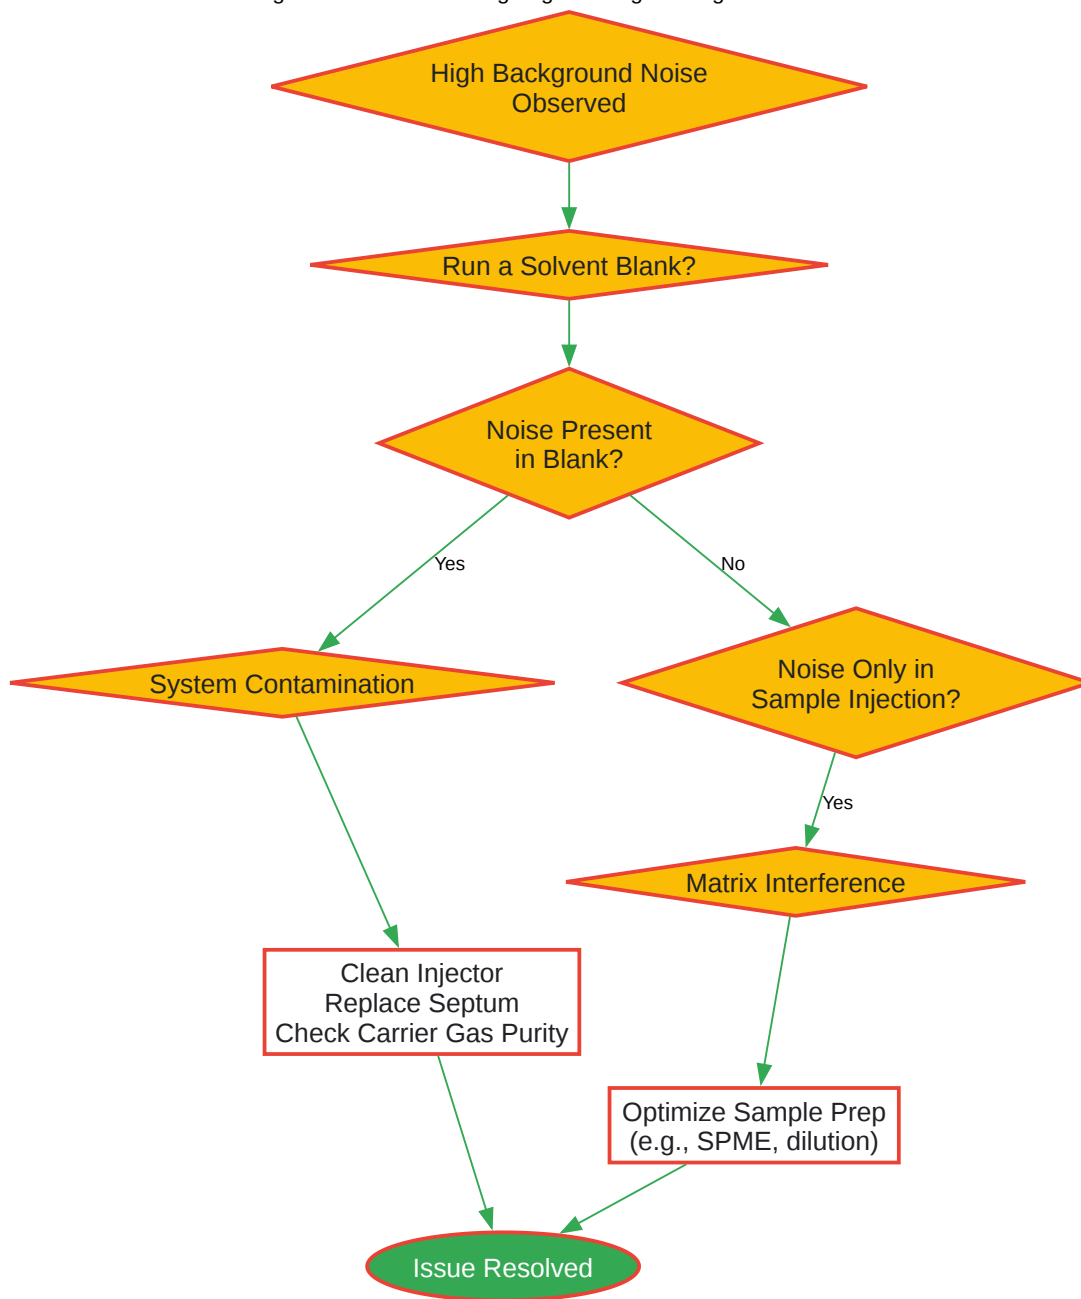 High Background Noise
Observed
Run a Solvent Blank?
Noise Present
in Blank?
Yes
No
System Contamination
Noise Only in
Sample Injection?
Yes
Matrix Interference
Clean Injector
Replace Septum
Check Carrier Gas Purity
Optimize Sample Prep
(e.g., SPME, dilution)
Issue Resolved